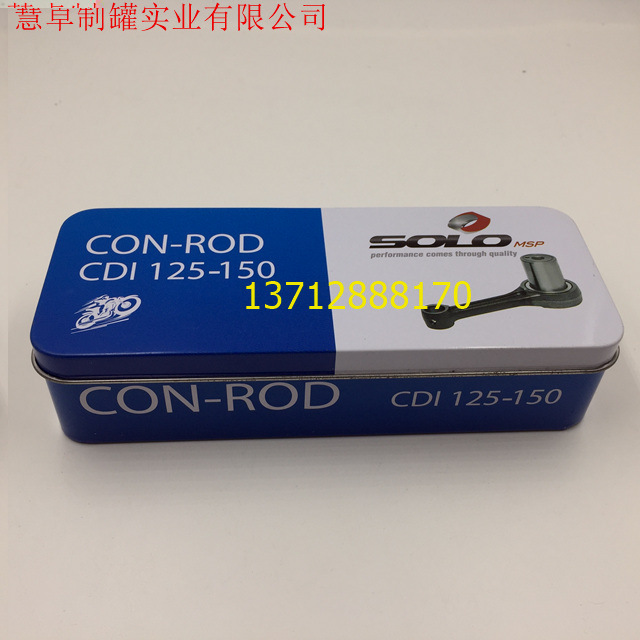 慧卓制罐实业有限公司
CON-ROD
CDI 125-150
SOLO MSP
performance comes through quality
13712888170
CON-ROD CDI 125-150